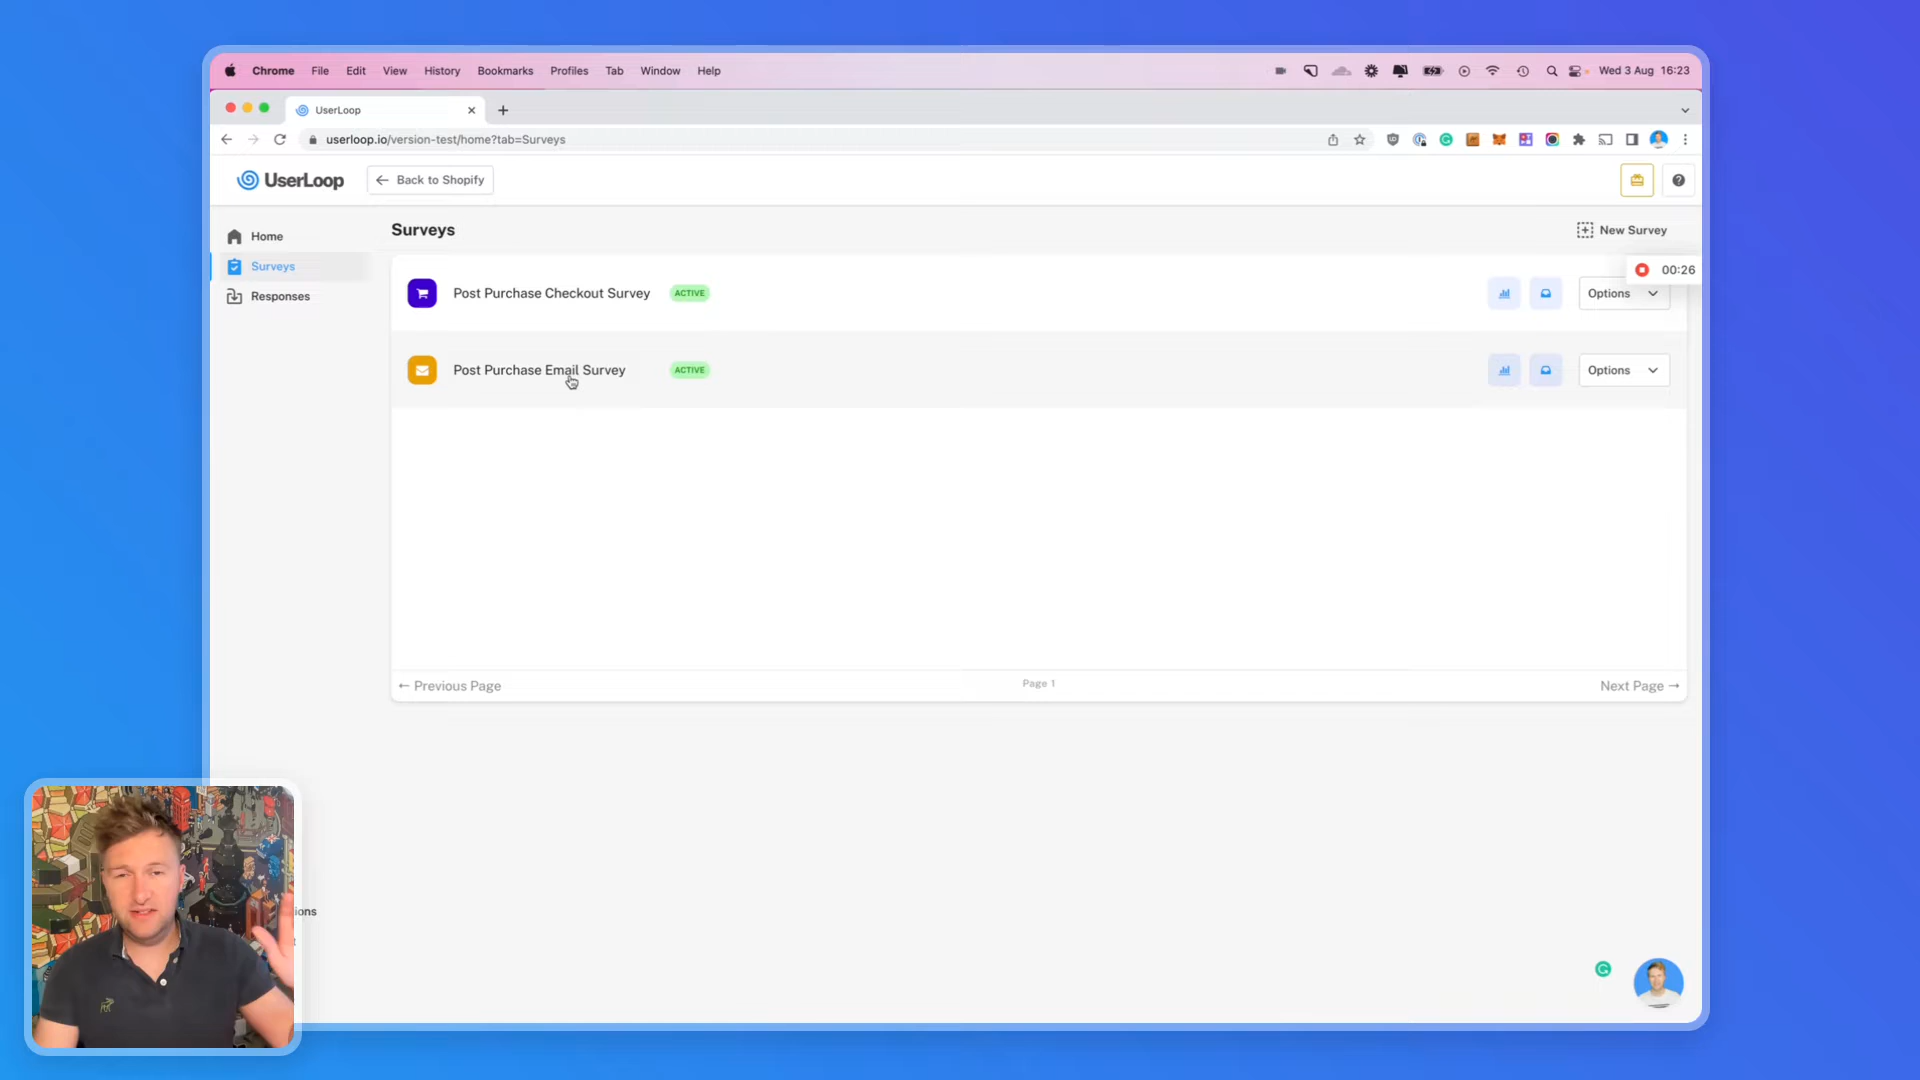 Chrome File Edit View History Bookmarks Profiles Tab Window Help Wed 3 Aug 16:23
UserLoop
userloop.io/version-test/home?tab=Surveys
UserLoop ← Back to Shopify
Home
Surveys
Responses
Surveys New Survey
00:26
Post Purchase Checkout Survey ACTIVE Options
Post Purchase Email Survey ACTIVE Options
← Previous Page Page 1 Next Page →
ions
t